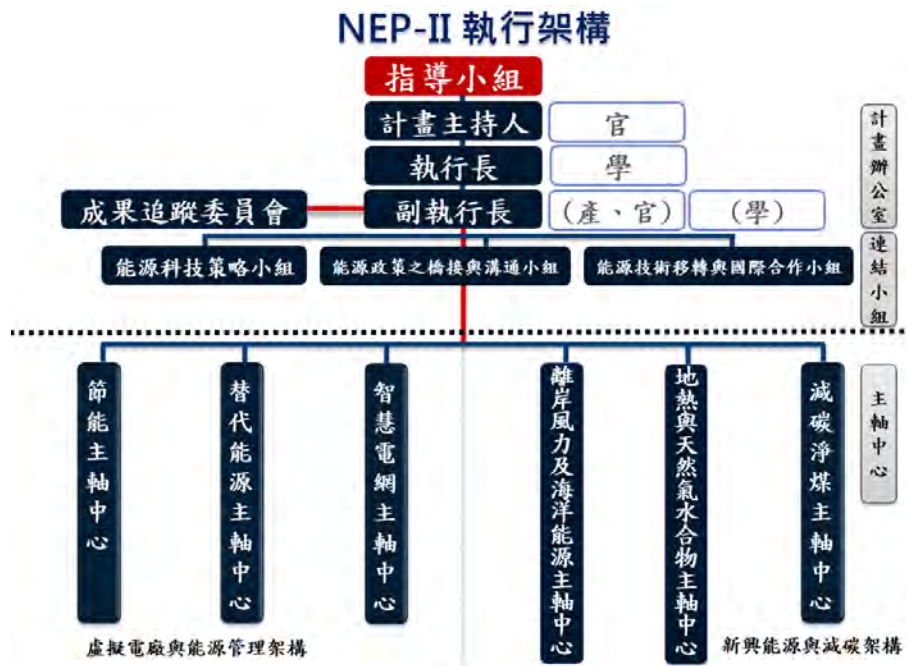 NEP-II 執行架構
指導小組
計畫主持人
官
執行長
學
成果追蹤委員會
副執行長
（產、官）
（學）
計畫辦公室
能源科技策略小組
能源政策之橋接與溝通小組
能源技術移轉與國際合作小組
連結小組
節能主軸中心
替代能源主軸中心
智慧電網主軸中心
離岸風力及海洋能源主軸中心
地熱與天然氣水合物主軸中心
減碳淨煤主軸中心
主軸中心
虛擬電廠與能源管理架構
新興能源與減碳架構